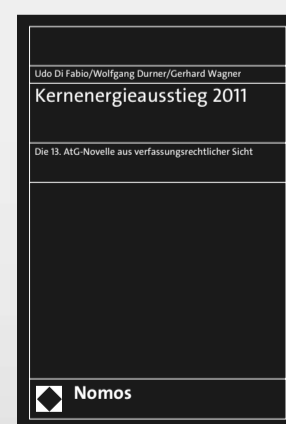 Udo Di Fabio/Wolfgang Durner/Gerhard Wagner
Kernenergieausstieg 2011
Die 13. AtG-Novelle aus verfassungsrechtlicher Sicht
Nomos